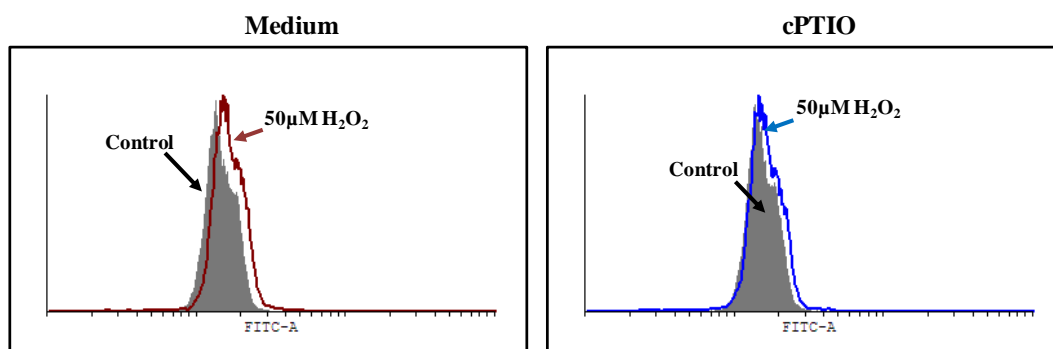 Medium
50µM H₂O₂
Control
FITC-A
cPTIO
50µM H₂O₂
Control
FITC-A